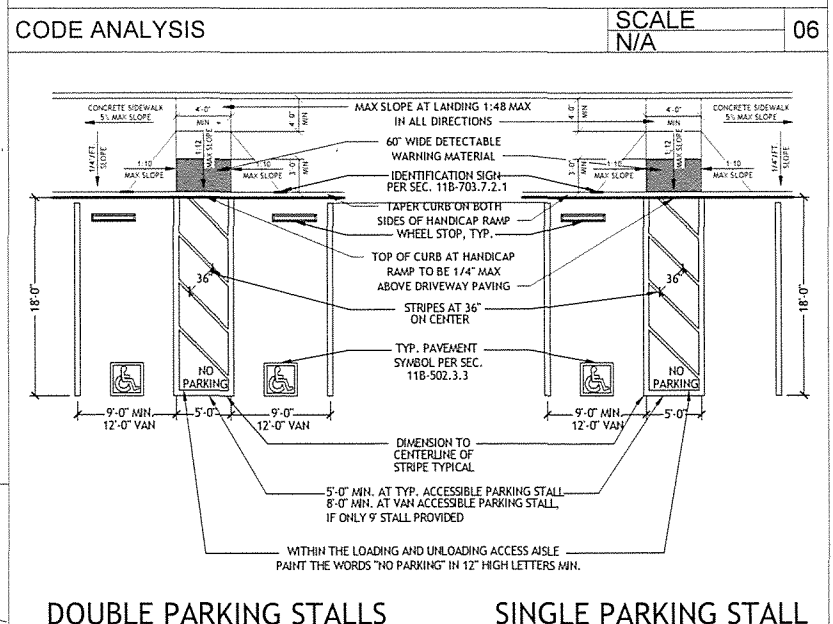 CODE ANALYSIS
SCALE
N/A
06
CONCRETE SIDEWALK
5% MAX SLOPE
4'-0"
MIN
4'-0"
MIN
MAX SLOPE AT LANDING 1:48 MAX
IN ALL DIRECTIONS
4'-0"
MIN
4'-0"
MIN
CONCRETE SIDEWALK
5% MAX SLOPE
1/4"/FT.
SLOPE
1:12
MAX SLOPE
1:10
MAX SLOPE
1:10
MAX SLOPE
3'-0"
MIN
60" WIDE DETECTABLE
WARNING MATERIAL
3'-0"
MIN
1:12
MAX SLOPE
1:10
MAX SLOPE
1:10
MAX SLOPE
1/4"/FT.
SLOPE
IDENTIFICATION SIGN
PER SEC. 11B-703.7.2.1
TAPER CURB ON BOTH
SIDES OF HANDICAP RAMP
WHEEL STOP, TYP.
TOP OF CURB AT HANDICAP
RAMP TO BE 1/4" MAX
ABOVE DRIVEWAY PAVING
18'-0"
36"
36"
18'-0"
STRIPES AT 36"
ON CENTER
TYP. PAVEMENT
SYMBOL PER SEC.
11B-502.3.3
NO
PARKING
NO
PARKING
9'-0" MIN.
12'-0" VAN
5'-0"
9'-0"
12'-0" VAN
9'-0" MIN.
12'-0" VAN
5'-0"
DIMENSION TO
CENTERLINE OF
STRIPE TYPICAL
5'-0" MIN. AT TYP. ACCESSIBLE PARKING STALL
8'-0" MIN. AT VAN ACCESSIBLE PARKING STALL,
IF ONLY 9' STALL PROVIDED
WITHIN THE LOADING AND UNLOADING ACCESS AISLE
PAINT THE WORDS "NO PARKING" IN 12" HIGH LETTERS MIN.
DOUBLE PARKING STALLS
SINGLE PARKING STALL